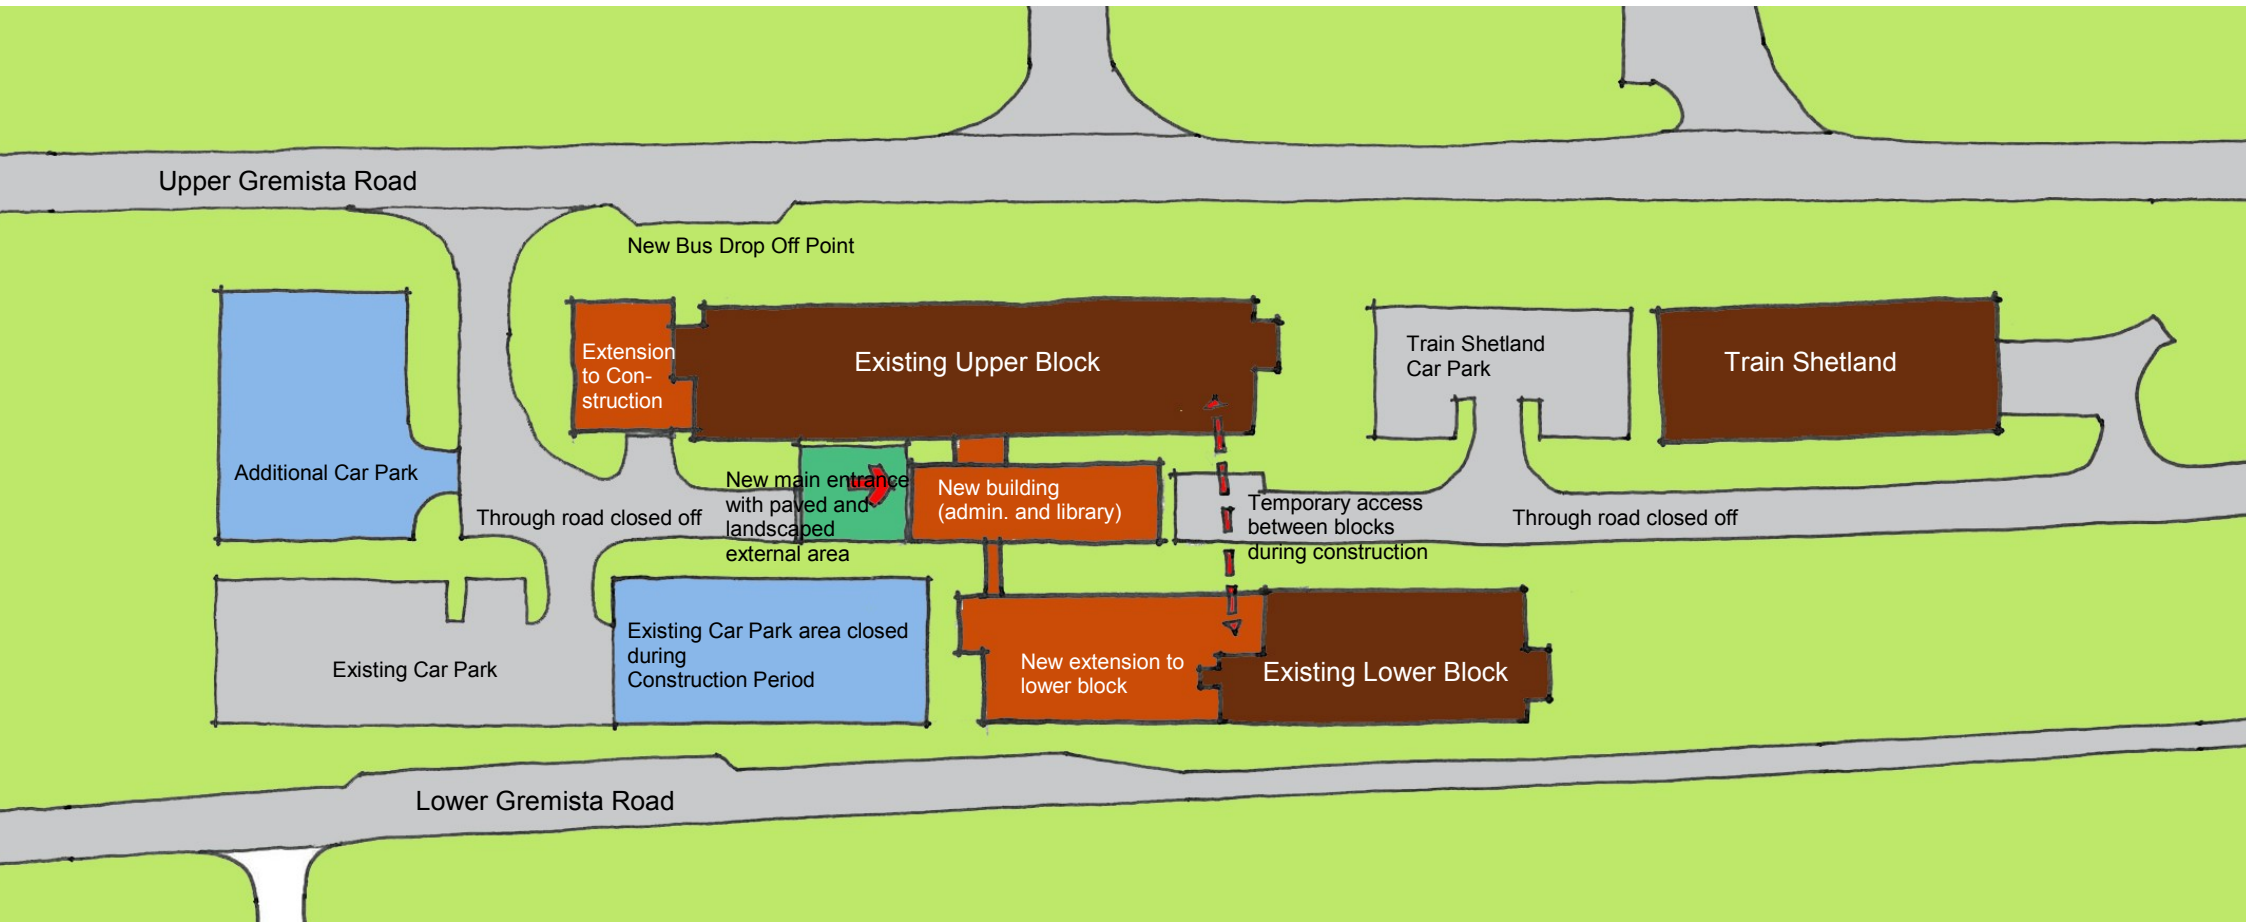 Upper Gremista Road
New Bus Drop Off Point
Extension
to Con-
struction
Existing Upper Block
Train Shetland
Car Park
Train Shetland
Additional Car Park
Through road closed off
New main entrance
with paved and
landscaped
external area
New building
(admin. and library)
Temporary access
between blocks
during construction
Through road closed off
Existing Car Park
Existing Car Park area closed
during
Construction Period
New extension to
lower block
Existing Lower Block
Lower Gremista Road